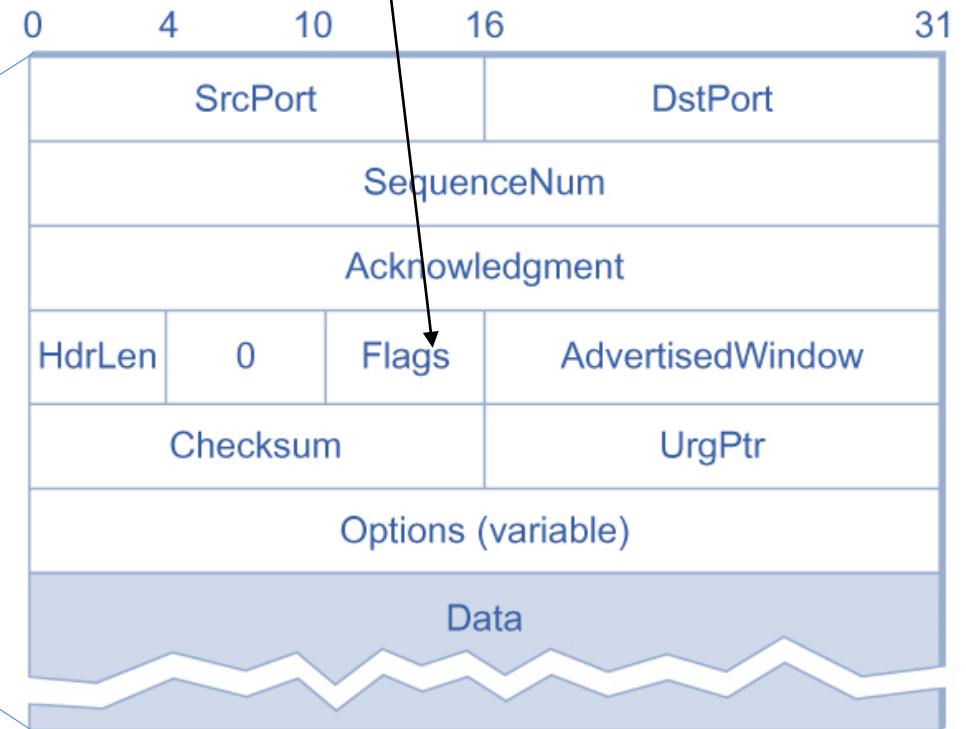 0 4 10 16 31
SrcPort DstPort
SequenceNum
Acknowledgment
HdrLen 0 Flags AdvertisedWindow
Checksum UrgPtr
Options (variable)
Data